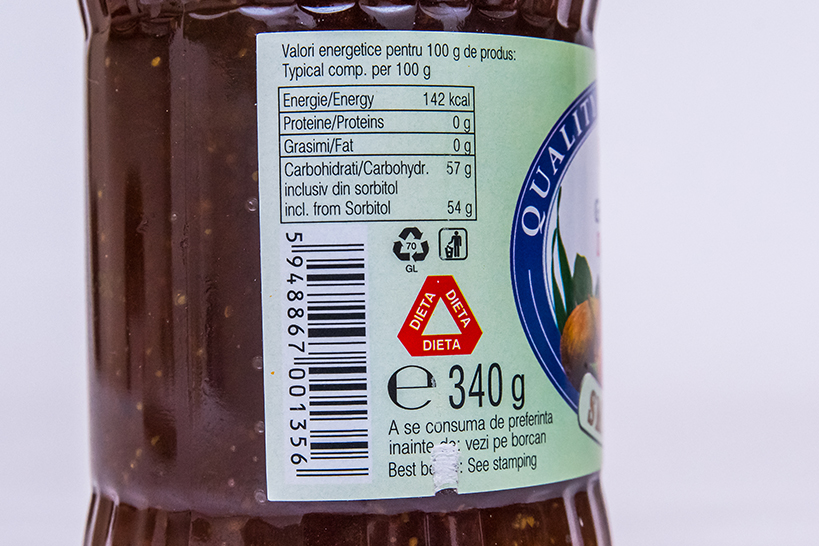 Valori energetice pentru 100 g de produs:
Typical comp. per 100 g
Energie/Energy 142 kcal
Proteine/Proteins 0 g
Grasimi/Fat 0 g
Carbohidrati/Carbohydr. 57 g
inclusiv din sorbitol
incl. from Sorbitol 54 g
5 948867 001356
70
GL
DIETA
DIETA
DIETA
e 340 g
A se consuma de preferinta
inainte de: vezi pe borcan
Best : See stamping